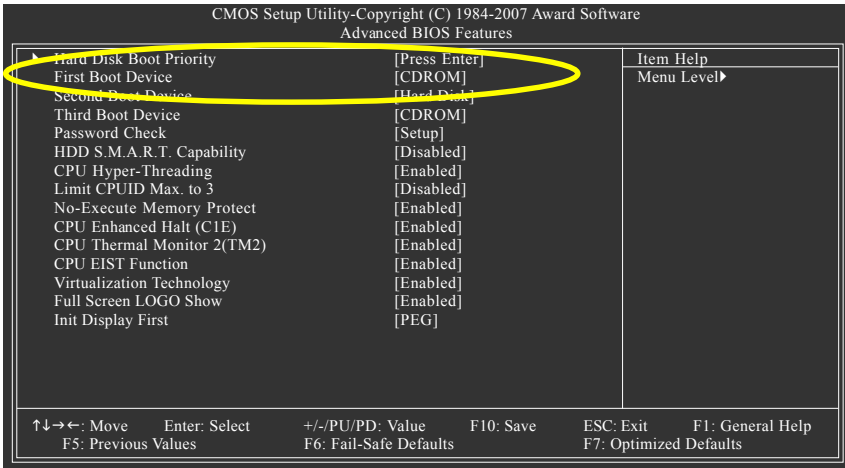 CMOS Setup Utility-Copyright (C) 1984-2007 Award Software
Advanced BIOS Features
Hard Disk Boot Priority [Press Enter] Item Help
First Boot Device [CDROM] Menu Level
Second Boot Device [Hard Disk]
Third Boot Device [CDROM]
Password Check [Setup]
HDD S.M.A.R.T. Capability [Disabled]
CPU Hyper-Threading [Enabled]
Limit CPUID Max. to 3 [Disabled]
No-Execute Memory Protect [Enabled]
CPU Enhanced Halt (C1E) [Enabled]
CPU Thermal Monitor 2(TM2) [Enabled]
CPU EIST Function [Enabled]
Virtualization Technology [Enabled]
Full Screen LOGO Show [Enabled]
Init Display First [PEG]
↑↓→←: Move Enter: Select +/-/PU/PD: Value F10: Save ESC: Exit F1: General Help
F5: Previous Values F6: Fail-Safe Defaults F7: Optimized Defaults